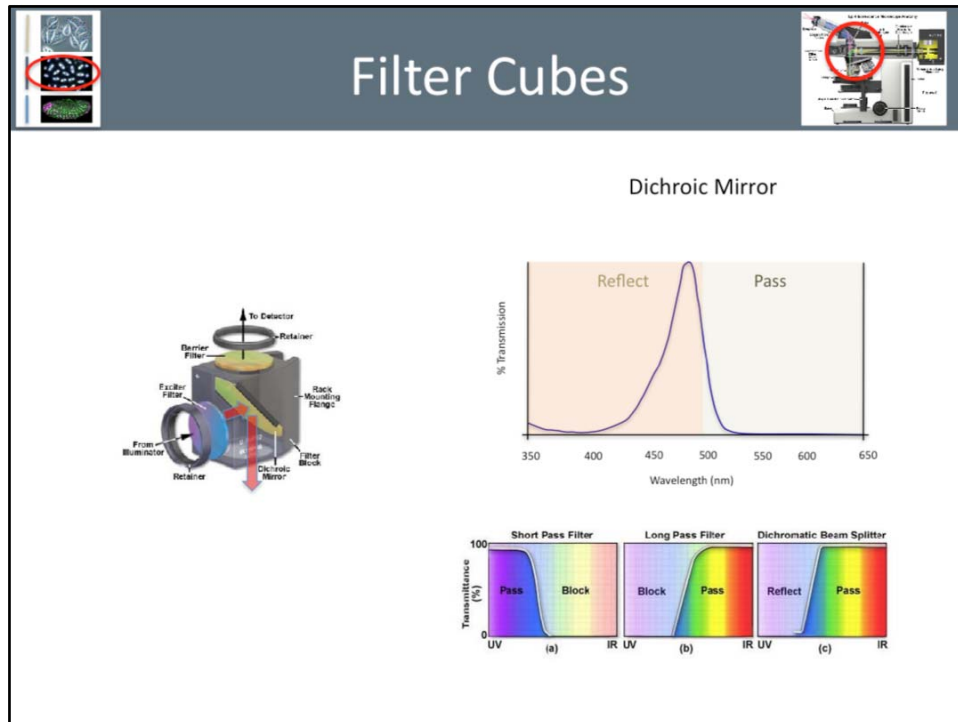 Filter Cubes
To Detector
Retainer
Barrier
Filter
Exciter
Filter
Rack
Mounting
Flange
From
Illuminator
Retainer
Dichroic
Mirror
Filter
Block
Dichroic Mirror
Reflect Pass
% Transmission
350 400 450 500 550 600 650
Wavelength (nm)
Short Pass Filter Long Pass Filter Dichromatic Beam Splitter
Transmittance
(%)
100
0
Pass Block Block Pass Reflect Pass
UV (a) IR UV (b) IR UV (c) IR